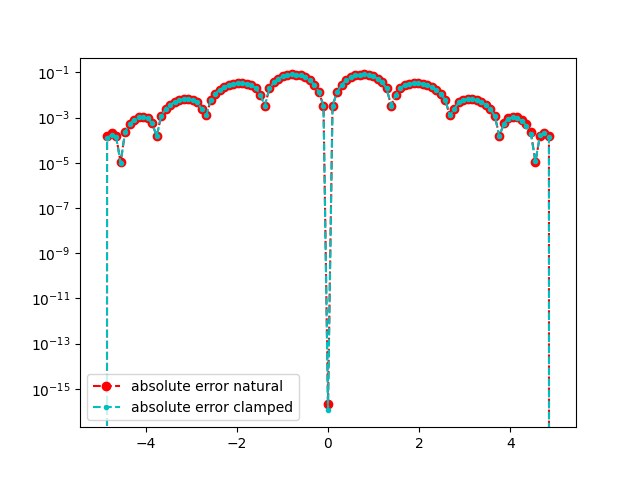 10⁻¹
10⁻³
10⁻⁵
10⁻⁷
10⁻⁹
10⁻¹¹
10⁻¹³
10⁻¹⁵
absolute error natural
absolute error clamped
−4 −2 0 2 4